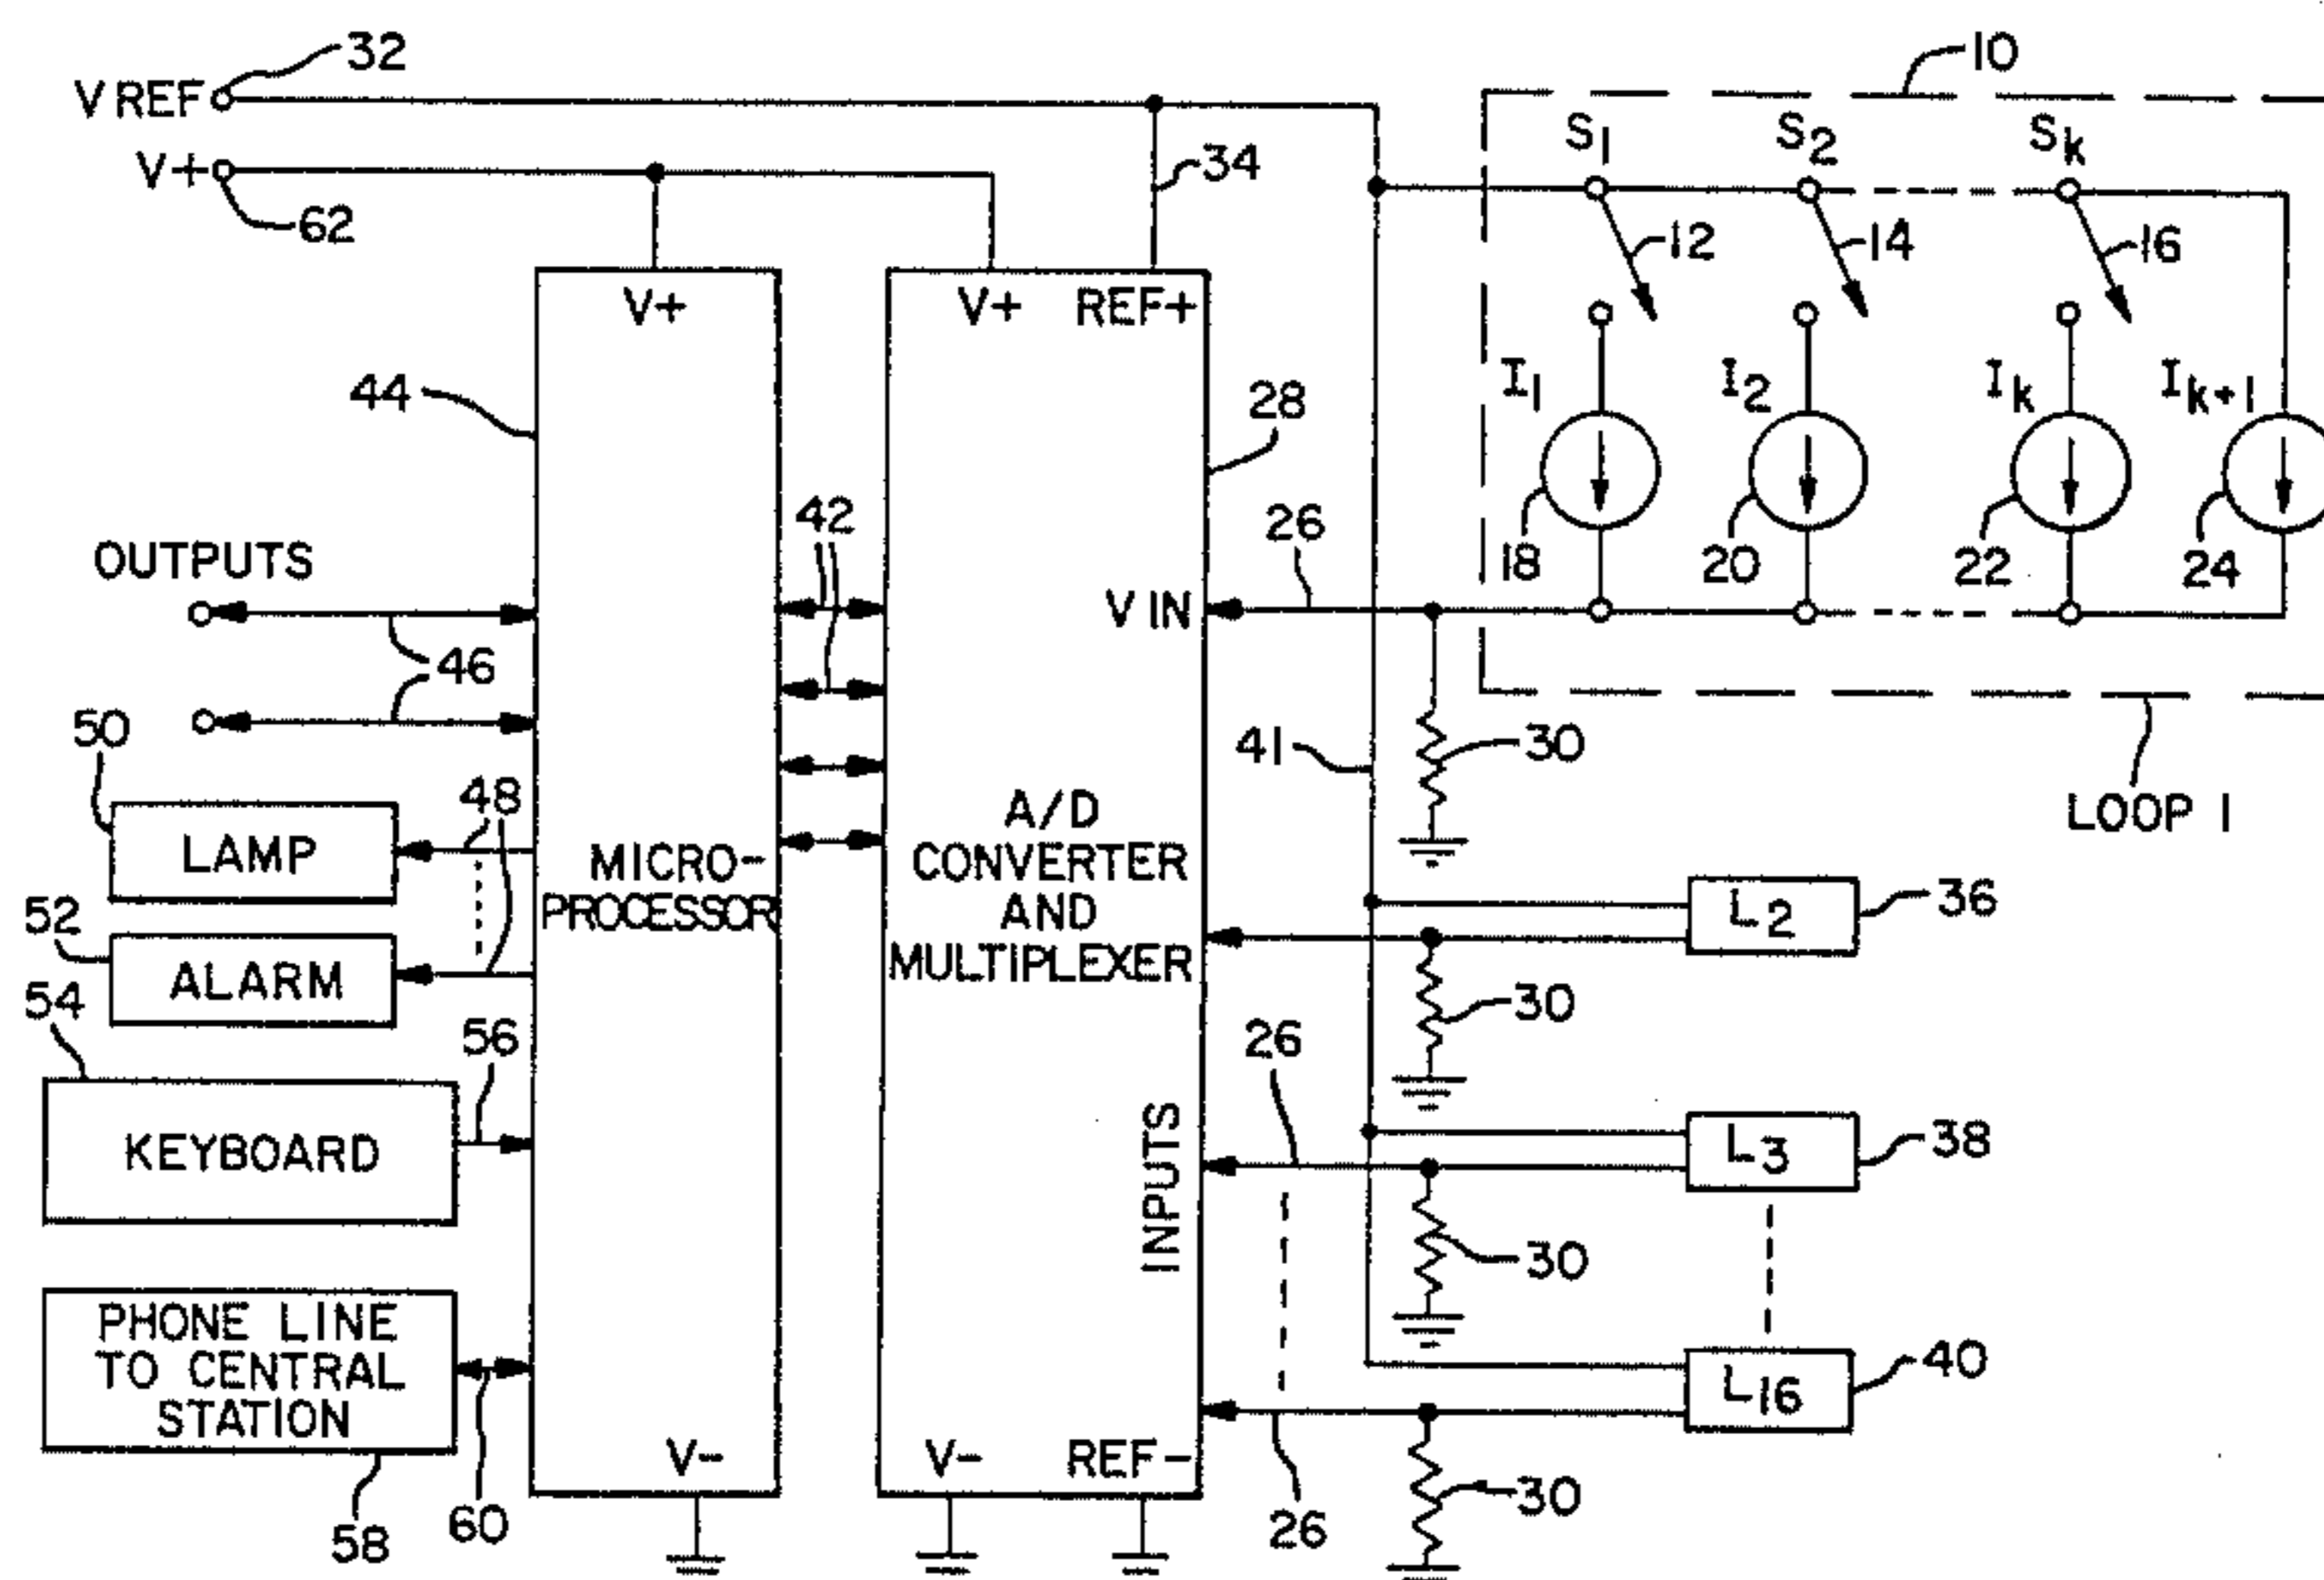 32
10
V REF
S1
S2
Sk
V+
34
62
12
14
16
V+
V+
REF+
I1
I2
Ik
Ik+1
44
28
42
26
OUTPUTS
18
20
22
24
V IN
46
50
41
30
48
LOOP 1
LAMP
A/D
CONVERTER
AND
MULTIPLEXER
MICRO-
PROCESSOR
L2
36
52
ALARM
54
30
56
26
KEYBOARD
INPUTS
L3
38
30
PHONE LINE
TO CENTRAL
STATION
L16
40
V-
V-
REF-
30
58
60
26